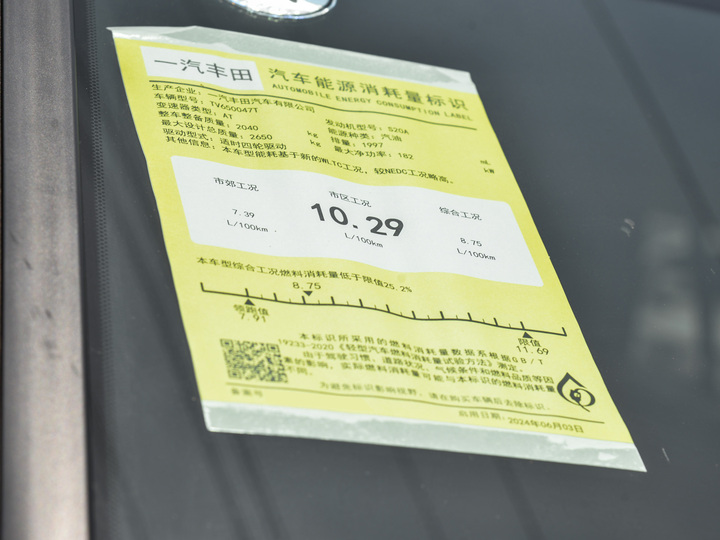 一汽丰田 汽车能源消耗量标识
AUTOMOBILE ENERGY CONSUMPTION LABEL
生产企业：一汽丰田汽车有限公司
车辆型号：TV650047T 发动机型号：S20A
变速器类型：AT 能源种类：汽油
整车整备质量：2040 kg 排量：1997 mL
最大设计总质量：2650 kg 最大净功率：182 kW
驱动型式：适时四轮驱动
其他信息：本车型能耗基于新的WLTC工况，较NEDC工况略高。
市郊工况 市区工况 综合工况
7.39 10.29 8.75
L/100km L/100km L/100km
本车型综合工况燃料消耗量低于限值25.2%
8.75
领跑值 限值
7.91 11.69
本标识所采用的燃料消耗量数据系根据GB/T
19233-2020《轻型汽车燃料消耗量试验方法》测定。
由于驾驶习惯、道路状况、气候条件和燃料品质等因
素的影响，实际燃料消耗量可能与本标识的燃料消耗量
不同。
为避免标识影响视野，请在购买车辆后去除标识。
备案号
启用日期：2024年06月03日